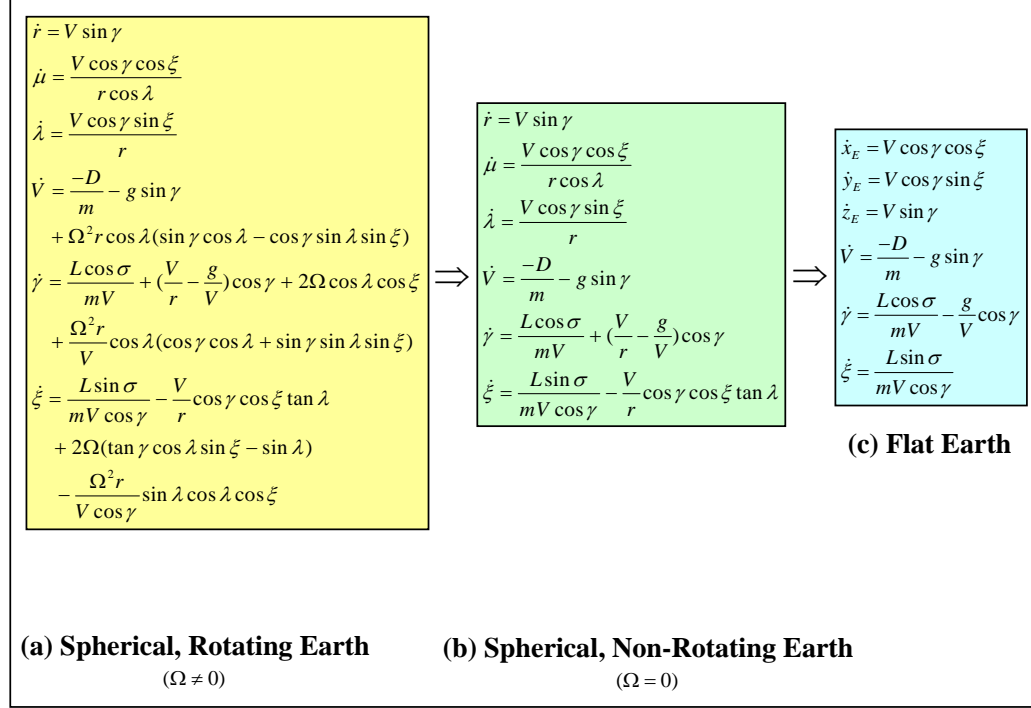 ṙ = V sin γ
μ̇ = (V cos γ cos ξ)/(r cos λ)
λ̇ = (V cos γ sin ξ)/r
V̇ = (-D)/m − g sin γ
+ Ω² r cos λ(sin γ cos λ − cos γ sin λ sin ξ)
γ̇ = (L cos σ)/(mV) + (V/r − g/V) cos γ + 2Ω cos λ cos ξ
+ (Ω² r)/V cos λ(cos γ cos λ + sin γ sin λ sin ξ)
ξ̇ = (L sin σ)/(mV cos γ) − V/r cos γ cos ξ tan λ
+ 2Ω(tan γ cos λ sin ξ − sin λ)
− (Ω² r)/(V cos γ) sin λ cos λ cos ξ
(a) Spherical, Rotating Earth
(Ω ≠ 0)
⇒
ṙ = V sin γ
μ̇ = (V cos γ cos ξ)/(r cos λ)
λ̇ = (V cos γ sin ξ)/r
V̇ = (-D)/m − g sin γ
γ̇ = (L cos σ)/(mV) + (V/r − g/V) cos γ
ξ̇ = (L sin σ)/(mV cos γ) − V/r cos γ cos ξ tan λ
(b) Spherical, Non-Rotating Earth
(Ω = 0)
⇒
ẋ_E = V cos γ cos ξ
ẏ_E = V cos γ sin ξ
ż_E = V sin γ
V̇ = (-D)/m − g sin γ
γ̇ = (L cos σ)/(mV) − g/V cos γ
ξ̇ = (L sin σ)/(mV cos γ)
(c) Flat Earth